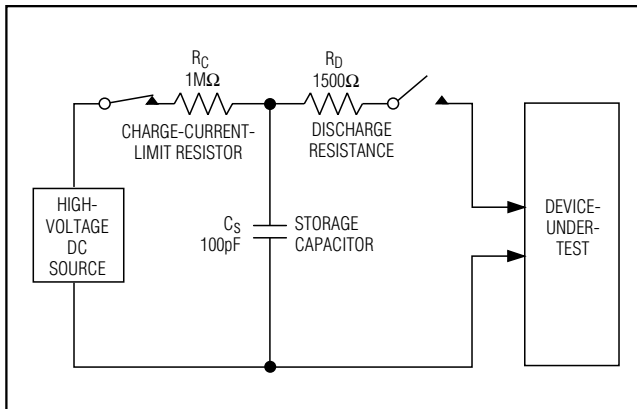 R_C
1MΩ
CHARGE-CURRENT-
LIMIT RESISTOR
R_D
1500Ω
DISCHARGE
RESISTANCE
HIGH-
VOLTAGE
DC
SOURCE
C_S
100pF
STORAGE
CAPACITOR
DEVICE-
UNDER-
TEST